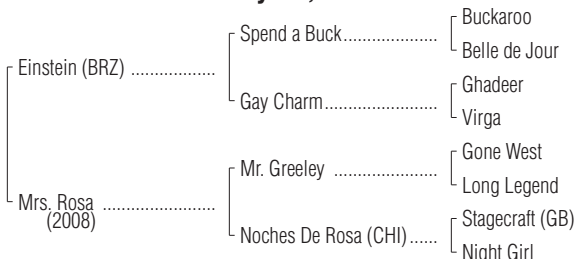 Buckaroo
Spend a Buck....................
Belle de Jour
Einstein (BRZ) ..................
Ghadeer
Gay Charm........................
Virga
Gone West
Mr. Greeley ......................
Long Legend
Mrs. Rosa ........................
(2008)
Stagecraft (GB)
Noches De Rosa (CHI)......
Night Girl